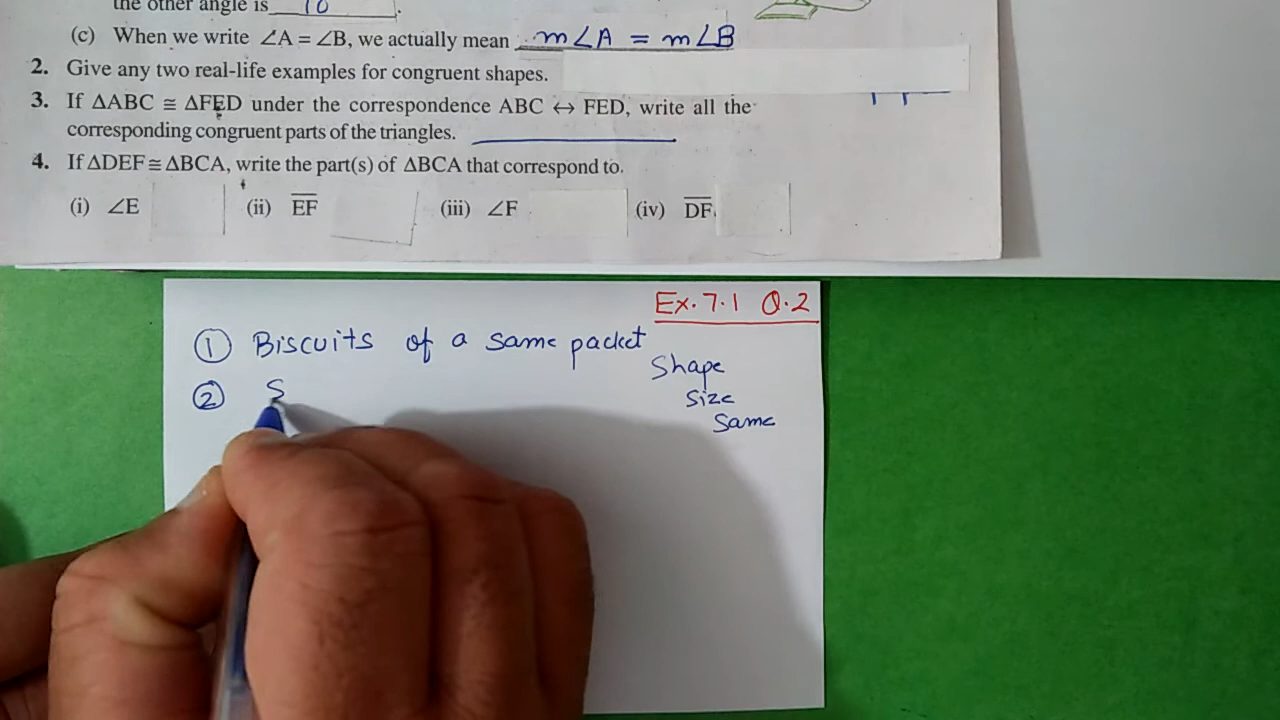 the other angle is 10.
(c) When we write ∠A = ∠B, we actually mean m∠A = m∠B
2. Give any two real-life examples for congruent shapes.
3. If ΔABC ≅ ΔFED under the correspondence ABC ↔ FED, write all the
corresponding congruent parts of the triangles.
4. If ΔDEF ≅ ΔBCA, write the part(s) of ΔBCA that correspond to.
(i) ∠E (ii) E̅F̅ (iii) ∠F (iv) D̅F̅
Ex. 7.1 Q.2
① Biscuits of a same packet
Shape
② S
Size
Same